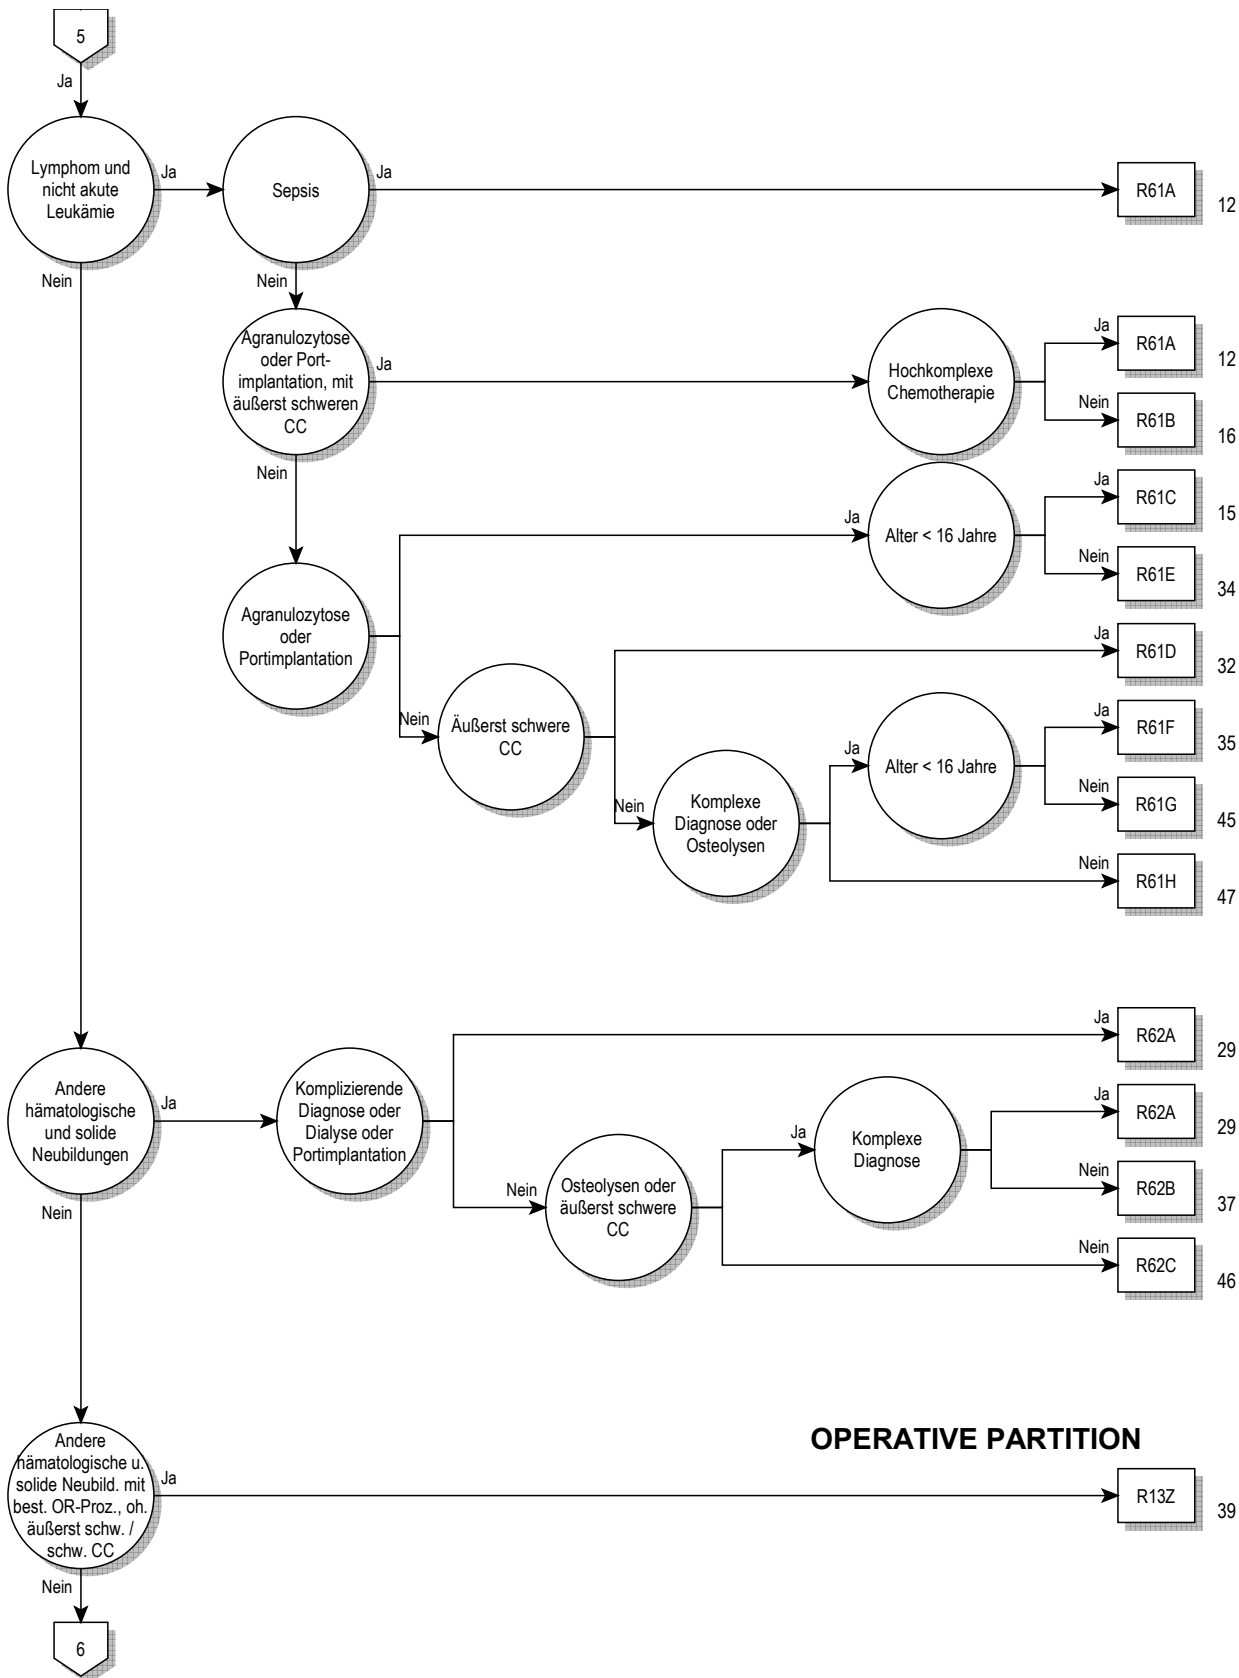 5
Ja
Lymphom und
nicht akute
Leukämie
Ja
Sepsis
Ja
R61A
12
Nein
Nein
Agranulozytose
oder Port-
implantation, mit
äußerst schweren
CC
Ja
Hochkomplexe
Chemotherapie
Ja
R61A
12
Nein
R61B
16
Nein
Agranulozytose
oder
Portimplantation
Ja
Alter < 16 Jahre
Ja
R61C
15
Nein
R61E
34
Nein
Äußerst schwere
CC
Ja
R61D
32
Nein
Komplexe
Diagnose oder
Osteolysen
Ja
Alter < 16 Jahre
Ja
R61F
35
Nein
R61G
45
Nein
R61H
47
Andere
hämatologische
und solide
Neubildungen
Ja
Komplizierende
Diagnose oder
Dialyse oder
Portimplantation
Ja
R62A
29
Nein
Osteolysen oder
äußerst schwere
CC
Ja
Komplexe
Diagnose
Ja
R62A
29
Nein
R62B
37
Nein
R62C
46
Nein
OPERATIVE PARTITION
Andere
hämatologische u.
solide Neubild. mit
best. OR-Proz., oh.
äußerst schw. /
schw. CC
Ja
R13Z
39
Nein
6